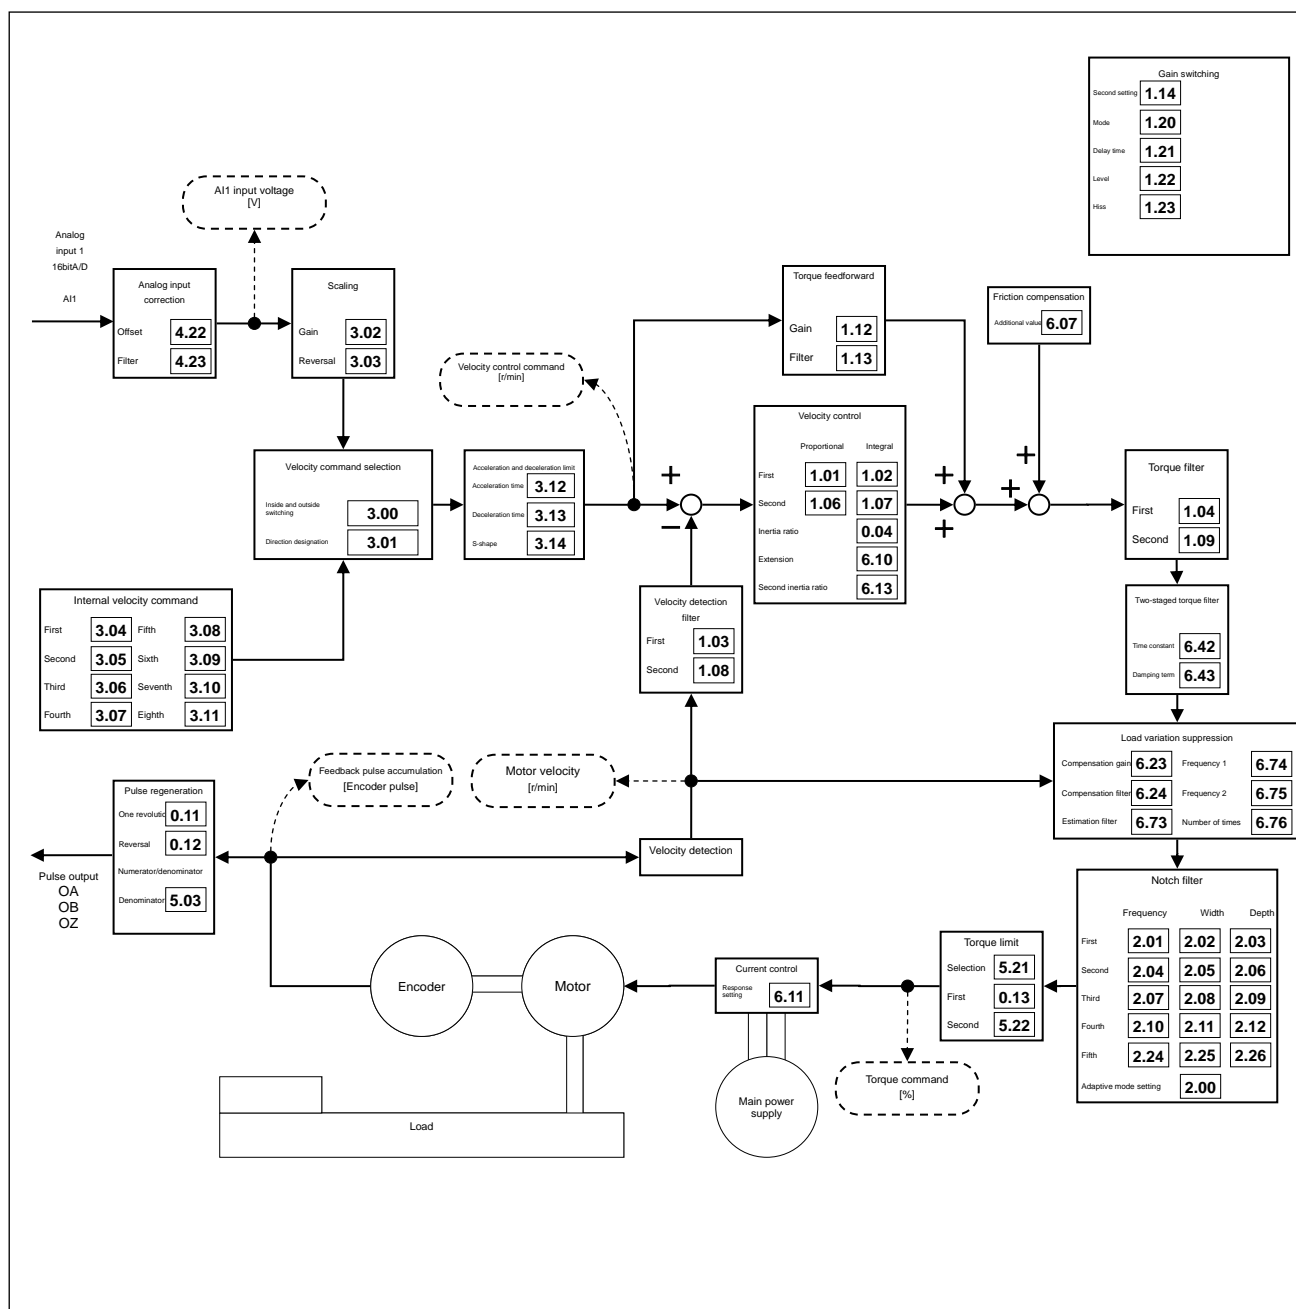 Gain switching
Second setting 1.14
Mode 1.20
Delay time 1.21
Level 1.22
Hiss 1.23
AI1 input voltage
[V]
Analog
input 1
16bitA/D
AI1
Analog input
correction
Offset 4.22
Filter 4.23
Scaling
Gain 3.02
Reversal 3.03
Velocity control command
[r/min]
Torque feedforward
Gain 1.12
Filter 1.13
Friction compensation
Additional value 6.07
Velocity command selection
Inside and outside
switching 3.00
Direction designation 3.01
Acceleration and deceleration limit
Acceleration time 3.12
Deceleration time 3.13
S-shape 3.14
+
−
Velocity control
Proportional Integral
First 1.01 1.02
Second 1.06 1.07
Inertia ratio 0.04
Extension 6.10
Second inertia ratio 6.13
+
+
+
+
Torque filter
First 1.04
Second 1.09
Internal velocity command
First 3.04 Fifth 3.08
Second 3.05 Sixth 3.09
Third 3.06 Seventh 3.10
Fourth 3.07 Eighth 3.11
Velocity detection
filter
First 1.03
Second 1.08
Two-staged torque filter
Time constant 6.42
Damping term 6.43
Load variation suppression
Compensation gain 6.23 Frequency 1 6.74
Compensation filter 6.24 Frequency 2 6.75
Estimation filter 6.73 Number of times 6.76
Feedback pulse accumulation
[Encoder pulse]
Motor velocity
[r/min]
Pulse regeneration
One revolutic 0.11
Reversal 0.12
Numerator/denominator
Denominator 5.03
Velocity detection
Pulse output
OA
OB
OZ
Notch filter
Frequency Width Depth
First 2.01 2.02 2.03
Second 2.04 2.05 2.06
Third 2.07 2.08 2.09
Fourth 2.10 2.11 2.12
Fifth 2.24 2.25 2.26
Adaptive mode setting 2.00
Torque limit
Selection 5.21
First 0.13
Second 5.22
Current control
Response
setting 6.11
Encoder
Motor
Torque command
[%]
Main power
supply
Load